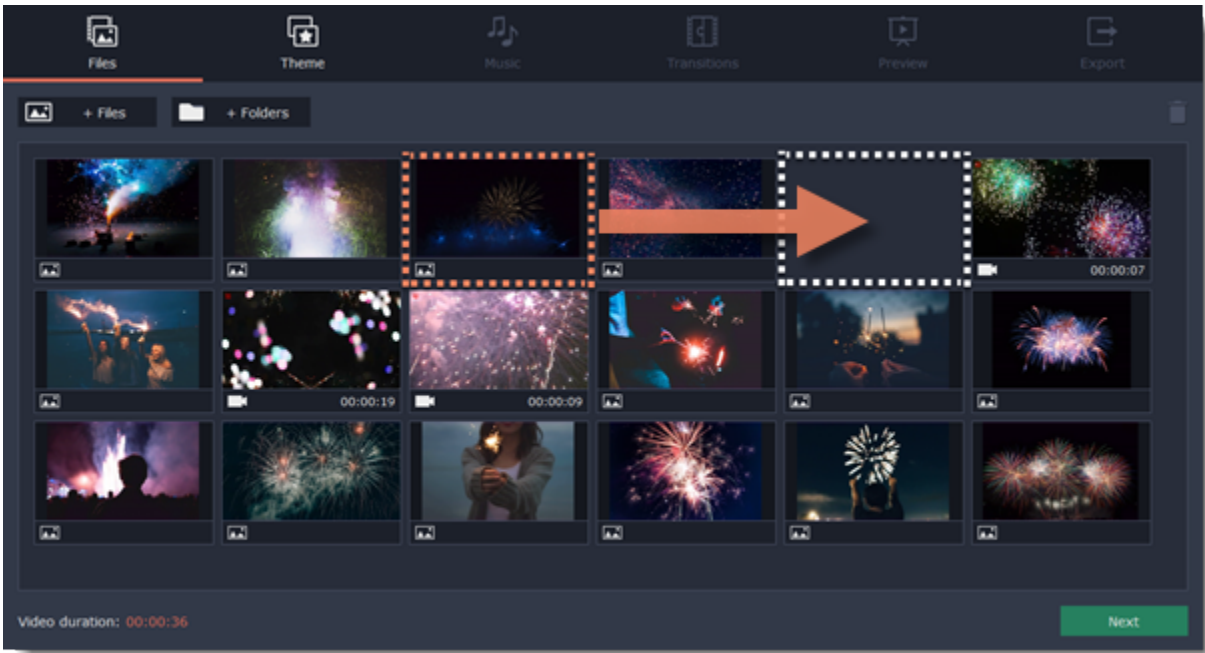 Files
Theme
Music
Transitions
Preview
Export
+ Files
+ Folders
00:00:07
00:00:19
00:00:09
Video duration: 00:00:36
Next